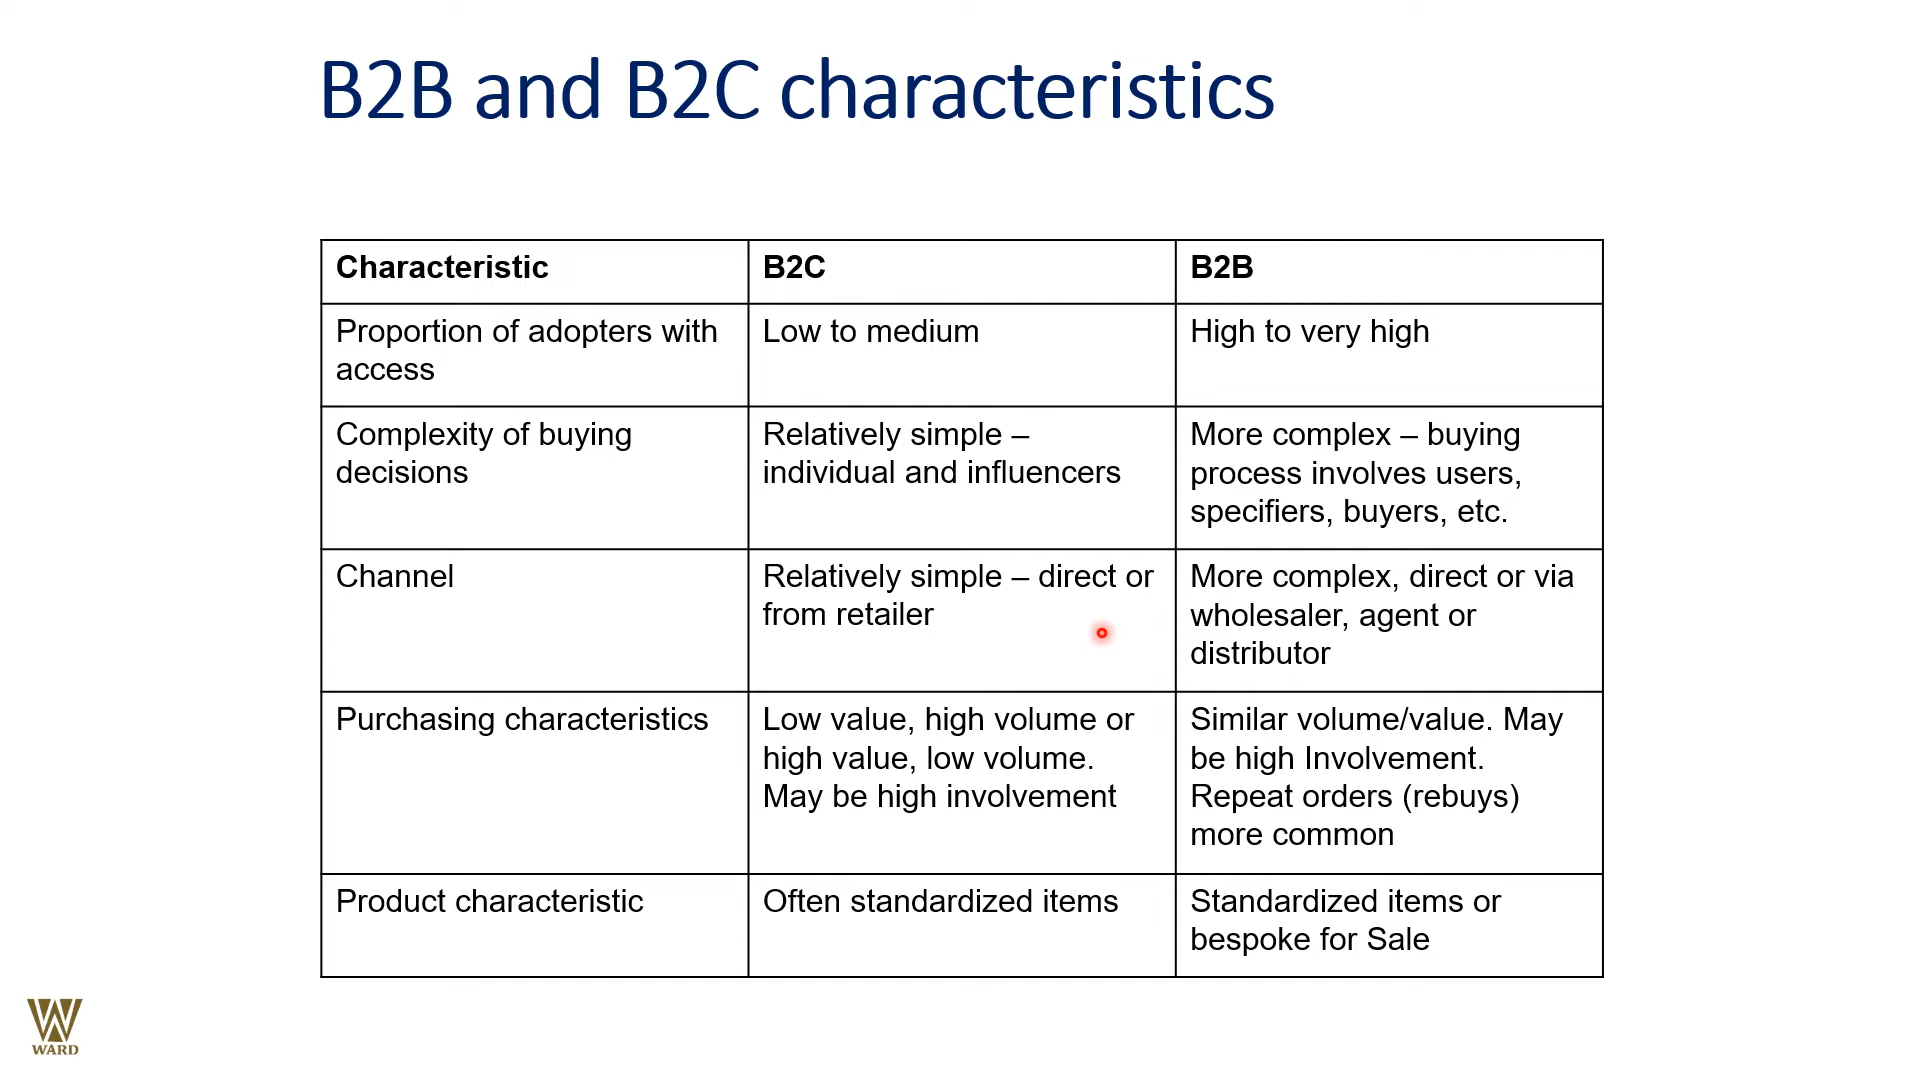 B2B and B2C characteristics
Characteristic
B2C
B2B
Proportion of adopters with
access
Low to medium
High to very high
Complexity of buying
decisions
Relatively simple –
individual and influencers
More complex – buying
process involves users,
specifiers, buyers, etc.
Channel
Relatively simple – direct or
from retailer
More complex, direct or via
wholesaler, agent or
distributor
Purchasing characteristics
Low value, high volume or
high value, low volume.
May be high involvement
Similar volume/value. May
be high Involvement.
Repeat orders (rebuys)
more common
Product characteristic
Often standardized items
Standardized items or
bespoke for Sale
WARD